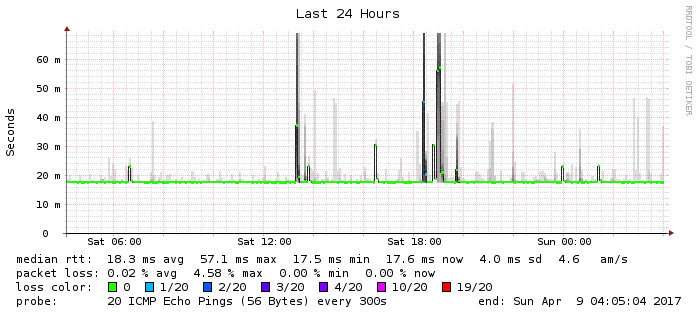 Last 24 Hours
RRDTOOL / TOBI OETIKER
Seconds
60 m
50 m
40 m
30 m
20 m
10 m
0
Sat 06:00 Sat 12:00 Sat 18:00 Sun 00:00
median rtt: 18.3 ms avg 57.1 ms max 17.5 ms min 17.6 ms now 4.0 ms sd 4.6 am/s
packet loss: 0.02 % avg 4.58 % max 0.00 % min 0.00 % now
loss color: 0 1/20 2/20 3/20 4/20 10/20 19/20
probe: 20 ICMP Echo Pings (56 Bytes) every 300s end: Sun Apr 9 04:05:04 2017